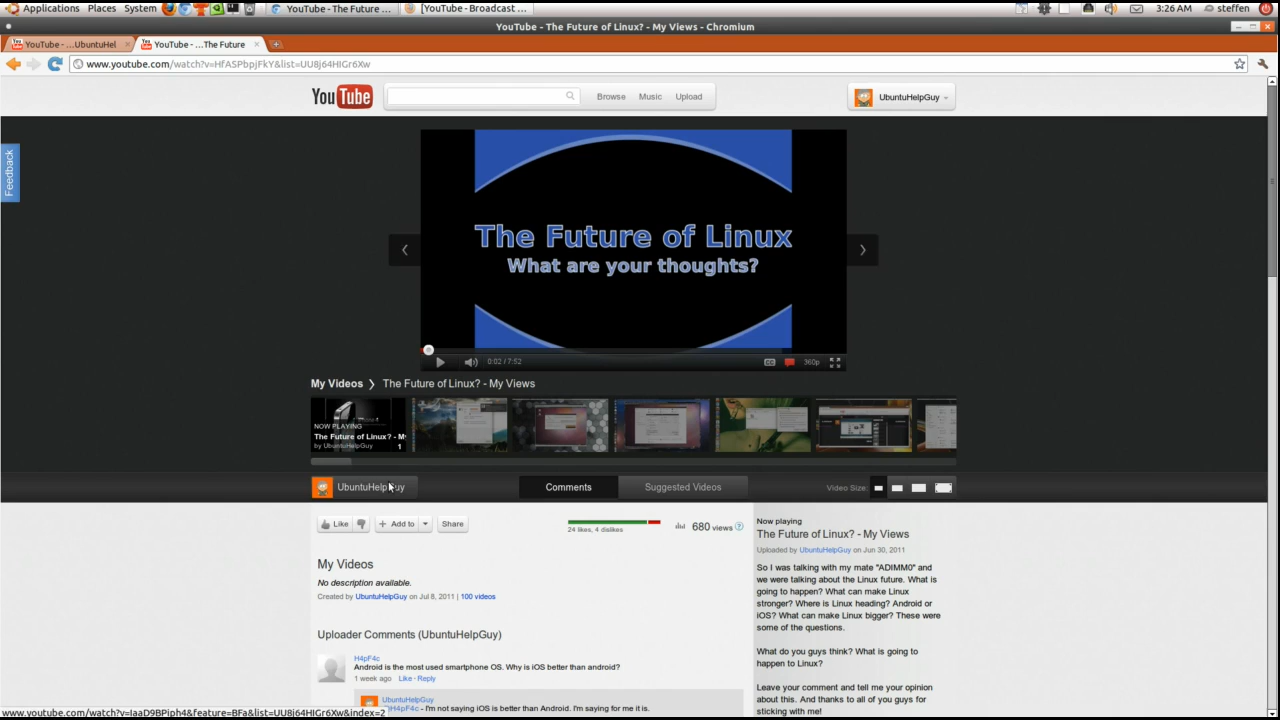 Applications Places System
YouTube - The Future ...
[YouTube - Broadcast ...
3:26 AM
steffen
YouTube - The Future of Linux? - My Views - Chromium
YouTube - ...UbuntuHel
YouTube - ...The Future
www.youtube.com/watch?v=HfASPbpjFkY&list=UU8j64HIGr6Xw
YouTube
Browse Music Upload
UbuntuHelpGuy
Feedback
The Future of Linux
What are your thoughts?
0:02 / 7:52
CC
360p
My Videos ❯ The Future of Linux? - My Views
NOW PLAYING
The Future of Linux? - My
by UbuntuHelpGuy 1
UbuntuHelpGuy
Comments
Suggested Videos
Video Size:
Like
+ Add to
Share
24 likes, 4 dislikes
680 views
My Videos
No description available.
Created by UbuntuHelpGuy on Jul 8, 2011 | 100 videos
Uploader Comments (UbuntuHelpGuy)
H4pF4c
Android is the most used smartphone OS. Why is iOS better than android?
1 week ago Like · Reply
UbuntuHelpGuy
@H4pF4c - I'm not saying iOS is better than Android. I'm saying for me it is.
Now playing
The Future of Linux? - My Views
Uploaded by UbuntuHelpGuy on Jun 30, 2011
So I was talking with my mate "ADIMM0" and
we were talking about the Linux future. What is
going to happen? What can make Linux
stronger? Where is Linux heading? Android or
iOS? What can make Linux bigger? These were
some of the questions.
What do you guys think? What is going to
happen to Linux?
Leave your comment and tell me your opinion
about this. And thanks to all of you guys for
sticking with me!
www.youtube.com/watch?v=IaaD9BPiph4&feature=BFa&list=UU8j64HIGr6Xw&index=2